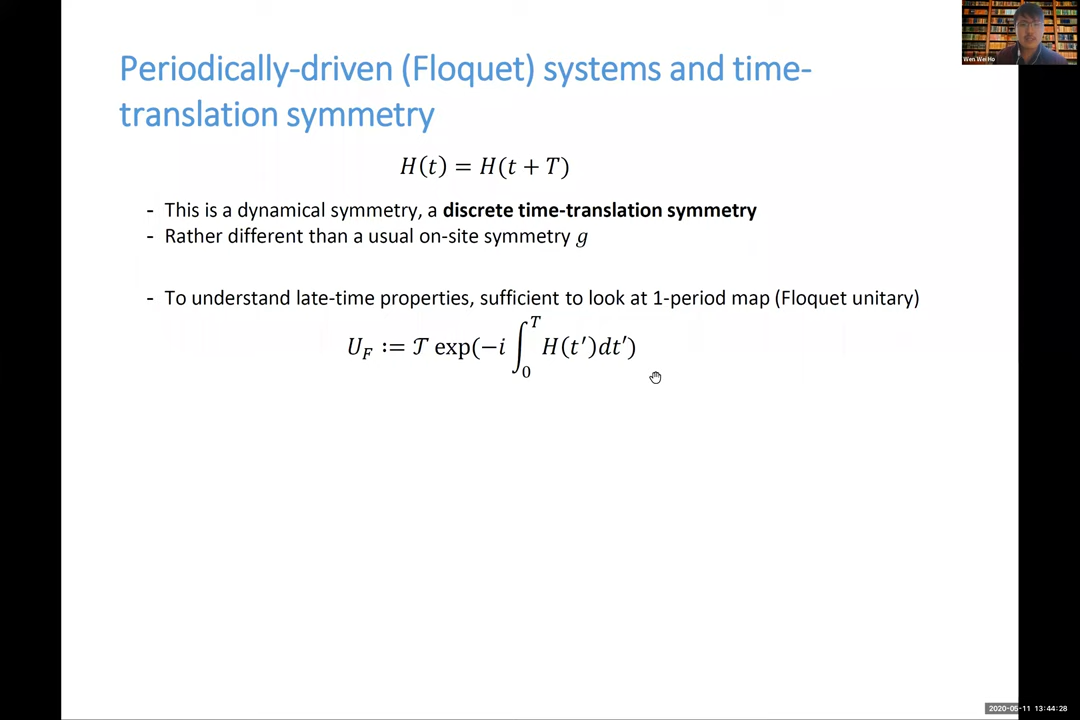 Wen Wei Ho
Periodically-driven (Floquet) systems and time-
translation symmetry
H(t) = H(t + T)
- This is a dynamical symmetry, a discrete time-translation symmetry
- Rather different than a usual on-site symmetry g
- To understand late-time properties, sufficient to look at 1-period map (Floquet unitary)
U_F := 𝒯 exp(−i ∫_0^T H(t′)dt′)
2020-05-11 13:44:28